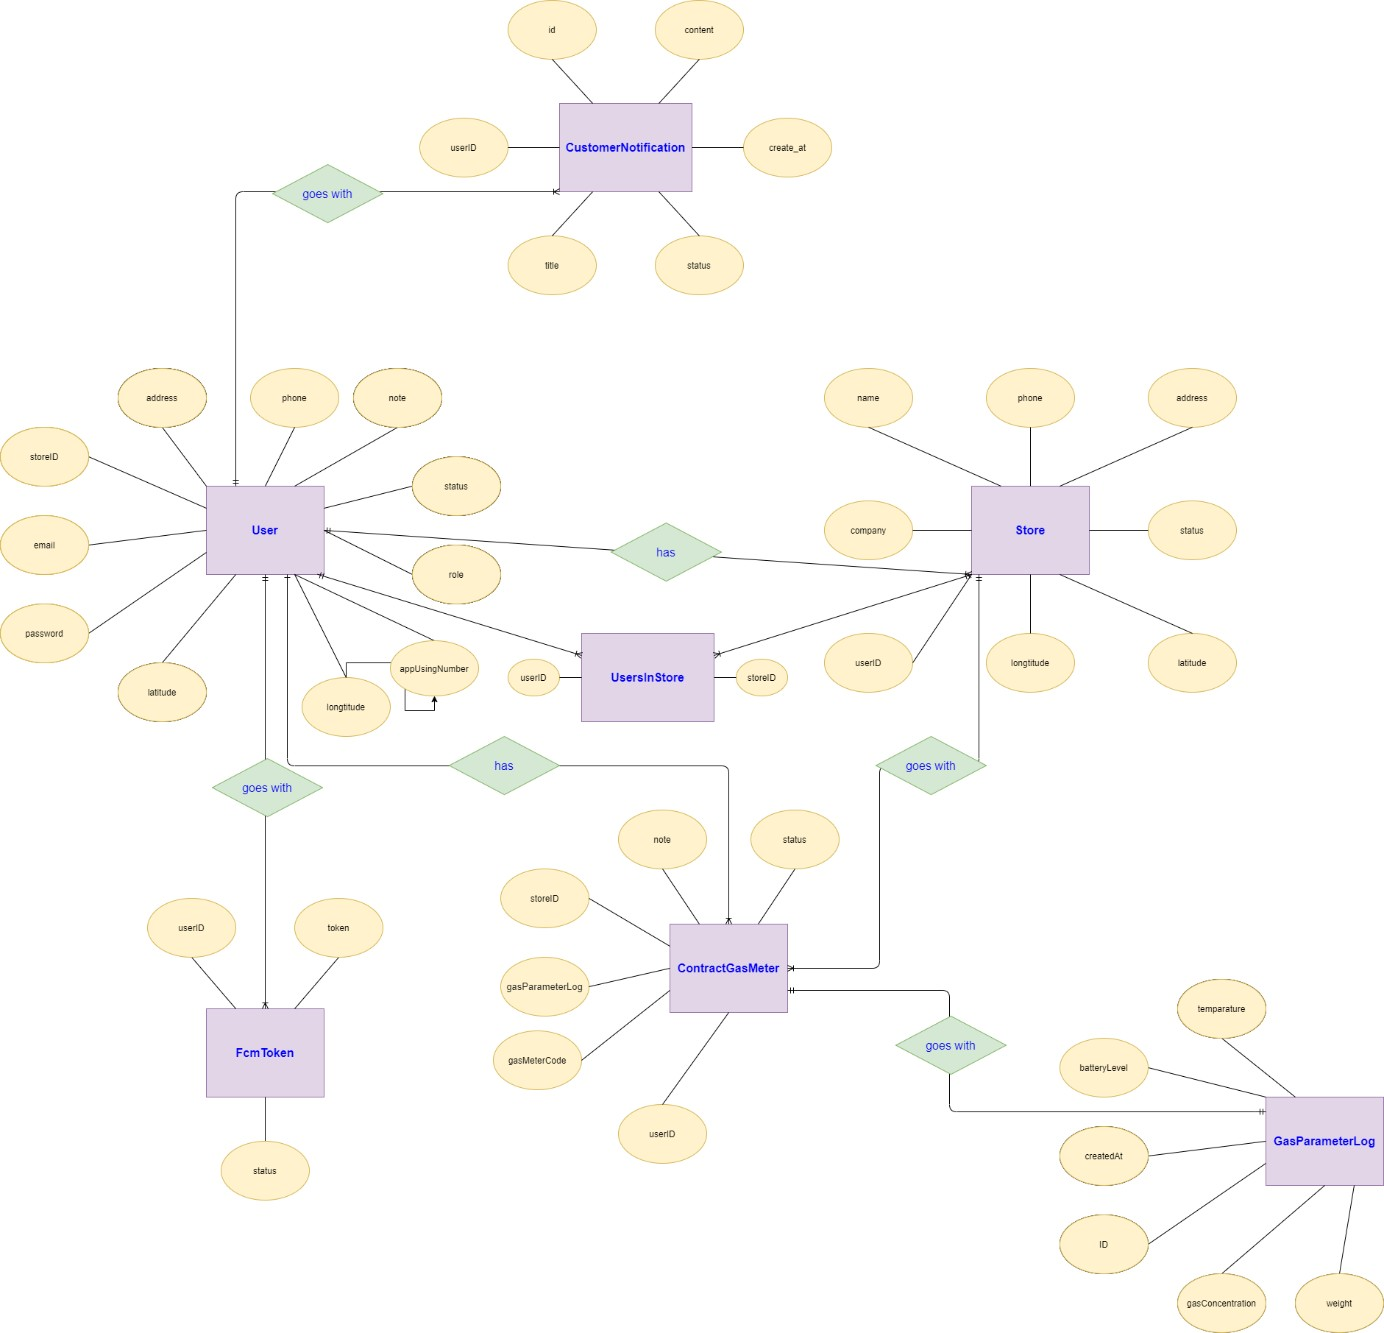 id
content
userID
CustomerNotification
create_at
goes with
title
status
address
phone
note
name
phone
address
storeID
status
User
company
Store
status
email
has
role
password
userID
longtitude
latitude
appUsingNumber
userID
UsersInStore
storeID
latitude
longtitude
has
goes with
goes with
note
status
storeID
userID
token
ContractGasMeter
gasParameterLog
temparature
goes with
FcmToken
gasMeterCode
batteryLevel
userID
GasParameterLog
createdAt
status
ID
gasConcentration
weight